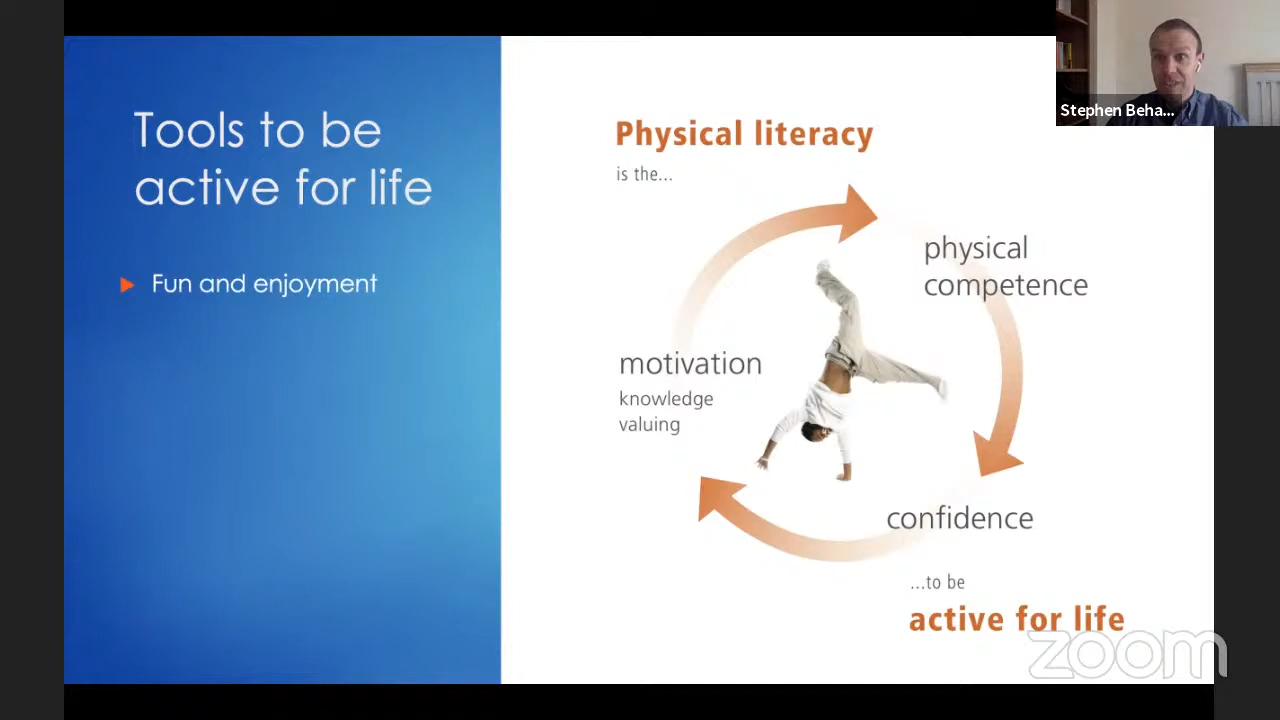 Tools to be
active for life
Fun and enjoyment
Physical literacy
is the...
physical
competence
motivation
knowledge
valuing
confidence
...to be
active for life
Stephen Beha...
zoom